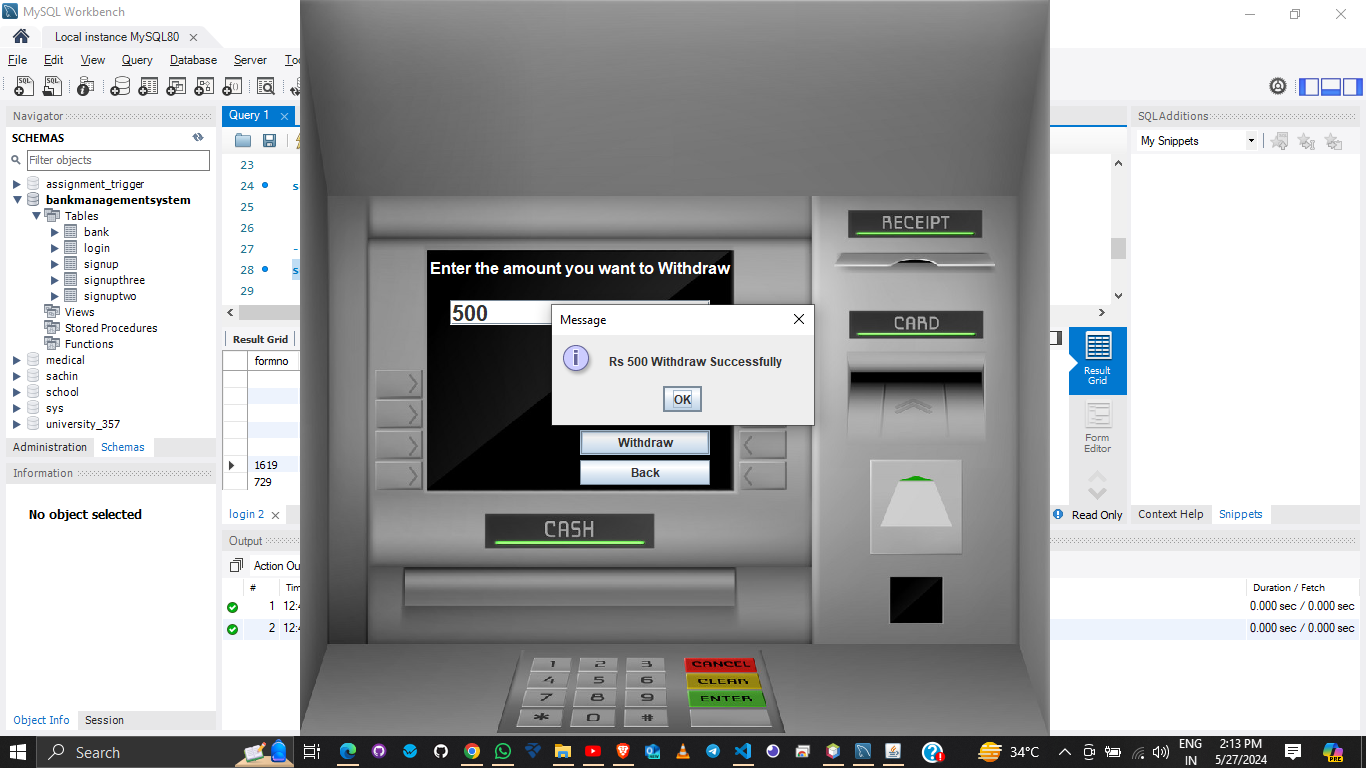 MySQL Workbench
Local instance MySQL80
File Edit View Query Database Server
Navigator
SCHEMAS
Filter objects
assignment_trigger
bankmanagementsystem
Tables
bank
login
signup
signupthree
signuptwo
Views
Stored Procedures
Functions
medical
sachin
school
sys
university_357
Administration Schemas
Information
No object selected
Object Info Session
Query 1
23
24 s
25
26
27 -
28 s
29
Result Grid
formno
1619
729
login 2
Output
Action Ou
# Tim
1 12:4
2 12:4
Enter the amount you want to Withdraw
500
Message
Rs 500 Withdraw Successfully
OK
Withdraw
Back
CASH
RECEIPT
CARD
1 2 3 CANCEL
4 5 6 CLEAR
7 8 9 ENTER
* 0 #
SQLAdditions
My Snippets
Result
Grid
Form
Editor
Read Only
Context Help Snippets
Duration / Fetch
0.000 sec / 0.000 sec
0.000 sec / 0.000 sec
Search
34°C
ENG
IN
2:13 PM
5/27/2024
PRE